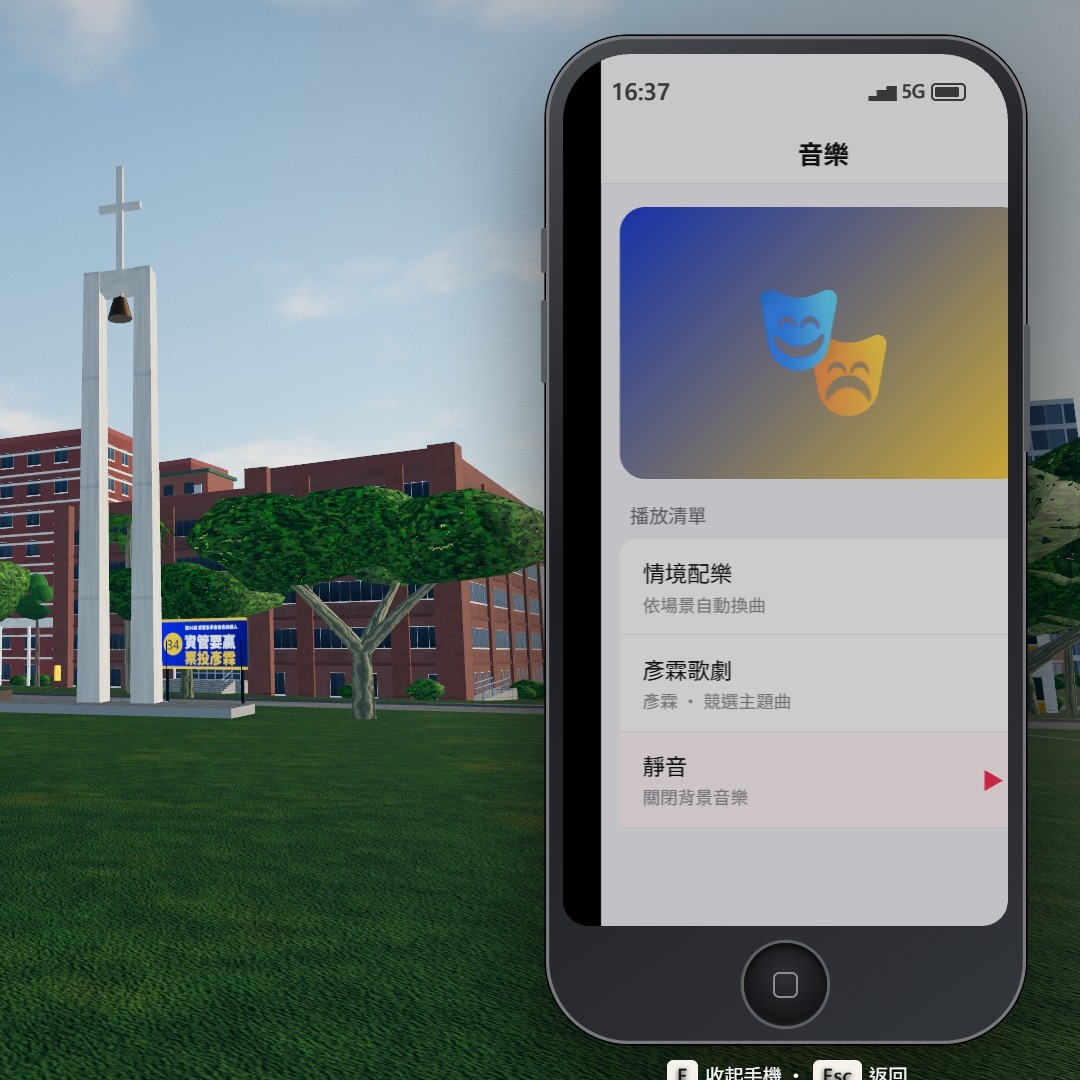 16:37
5G
音樂
播放清單
情境配樂
依場景自動換曲
彥霖歌劇
彥霖 • 競選主題曲
靜音
關閉背景音樂
34
資管要贏
票投彥霖
收起手機 • Esc 返回